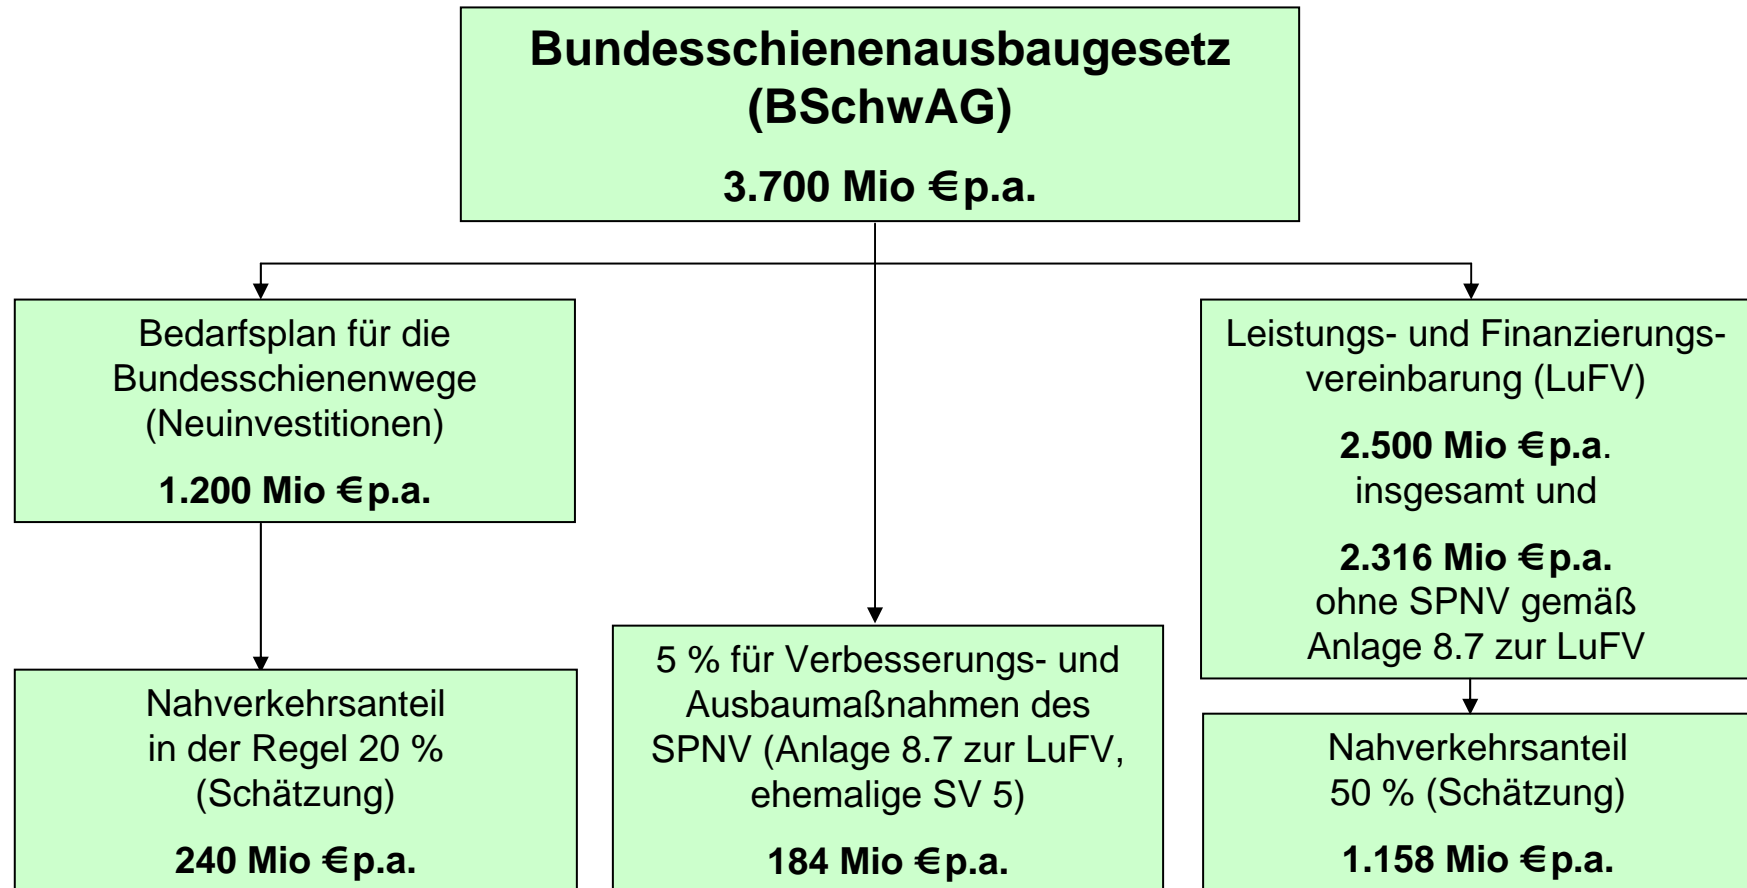 Bundesschienenausbaugesetz
(BSchwAG)
3.700 Mio €p.a.
Bedarfsplan für die
Bundesschienenwege
(Neuinvestitionen)
1.200 Mio €p.a.
Leistungs- und Finanzierungs-
vereinbarung (LuFV)
2.500 Mio €p.a.
insgesamt und
2.316 Mio €p.a.
ohne SPNV gemäß
Anlage 8.7 zur LuFV
Nahverkehrsanteil
in der Regel 20 %
(Schätzung)
240 Mio €p.a.
5 % für Verbesserungs- und
Ausbaumaßnahmen des
SPNV (Anlage 8.7 zur LuFV,
ehemalige SV 5)
184 Mio €p.a.
Nahverkehrsanteil
50 % (Schätzung)
1.158 Mio €p.a.